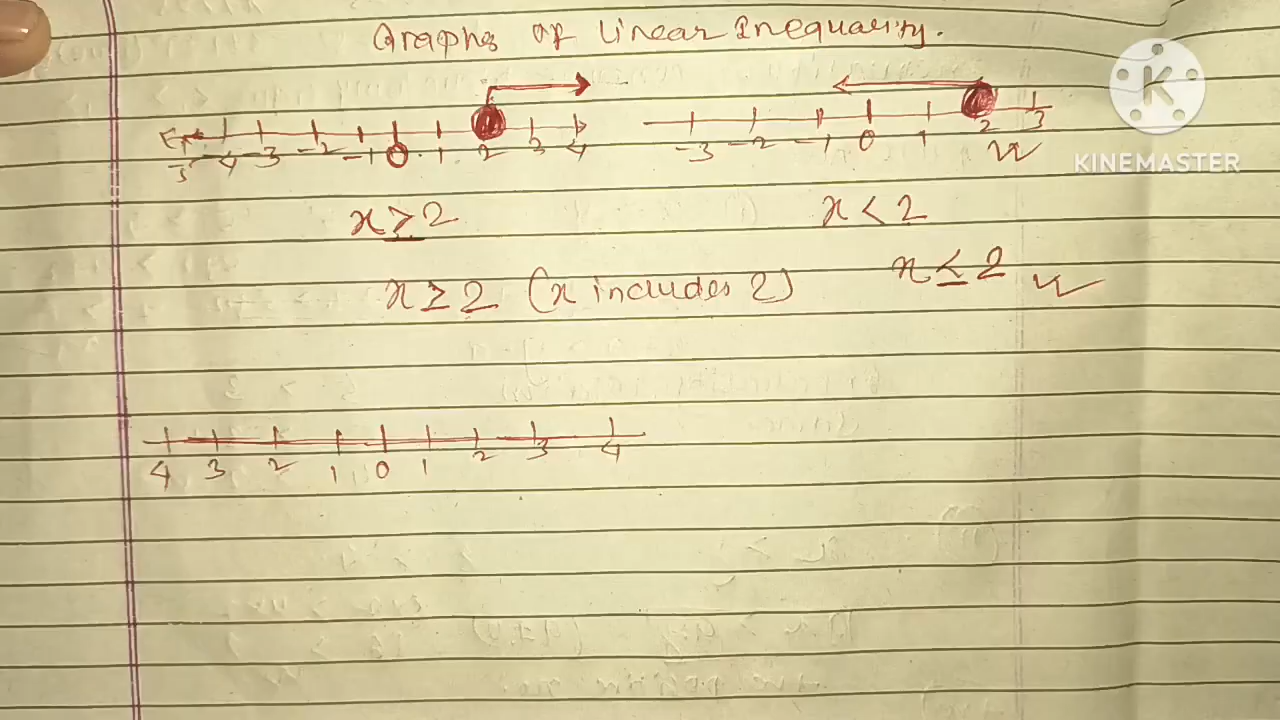 Graphs of Linear Inequality.
-5 -4 -3 -2 -1 0 1 2 3 4
-3 -2 -1 0 1 2 3
KINEMASTER
x ≥ 2
x < 2
x ≤ 2
x ≥ 2 (x includes 2)
4 3 2 1 0 1 2 3 4